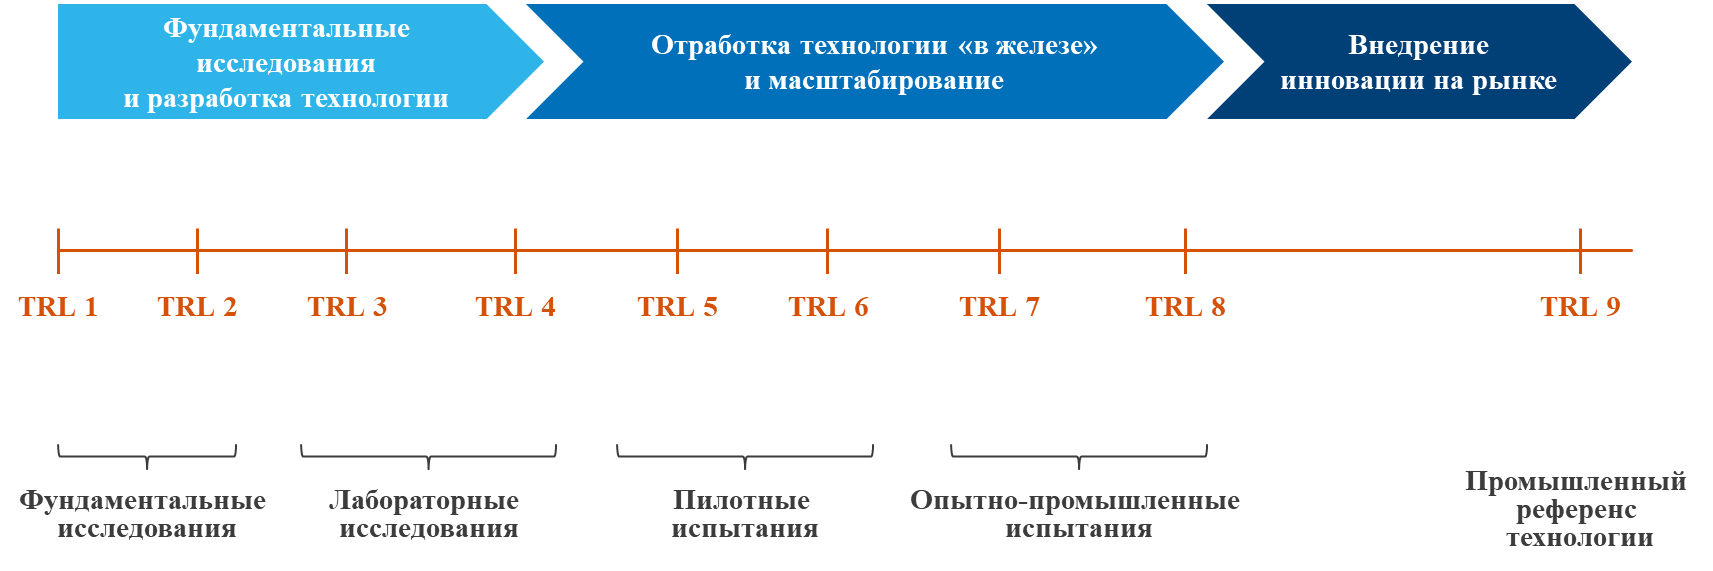 Фундаментальные
исследования
и разработка технологии
Отработка технологии «в железе»
и масштабирование
Внедрение
инновации на рынке
TRL 1
TRL 2
TRL 3
TRL 4
TRL 5
TRL 6
TRL 7
TRL 8
TRL 9
Фундаментальные
исследования
Лабораторные
исследования
Пилотные
испытания
Опытно-промышленные
испытания
Промышленный
референс
технологии